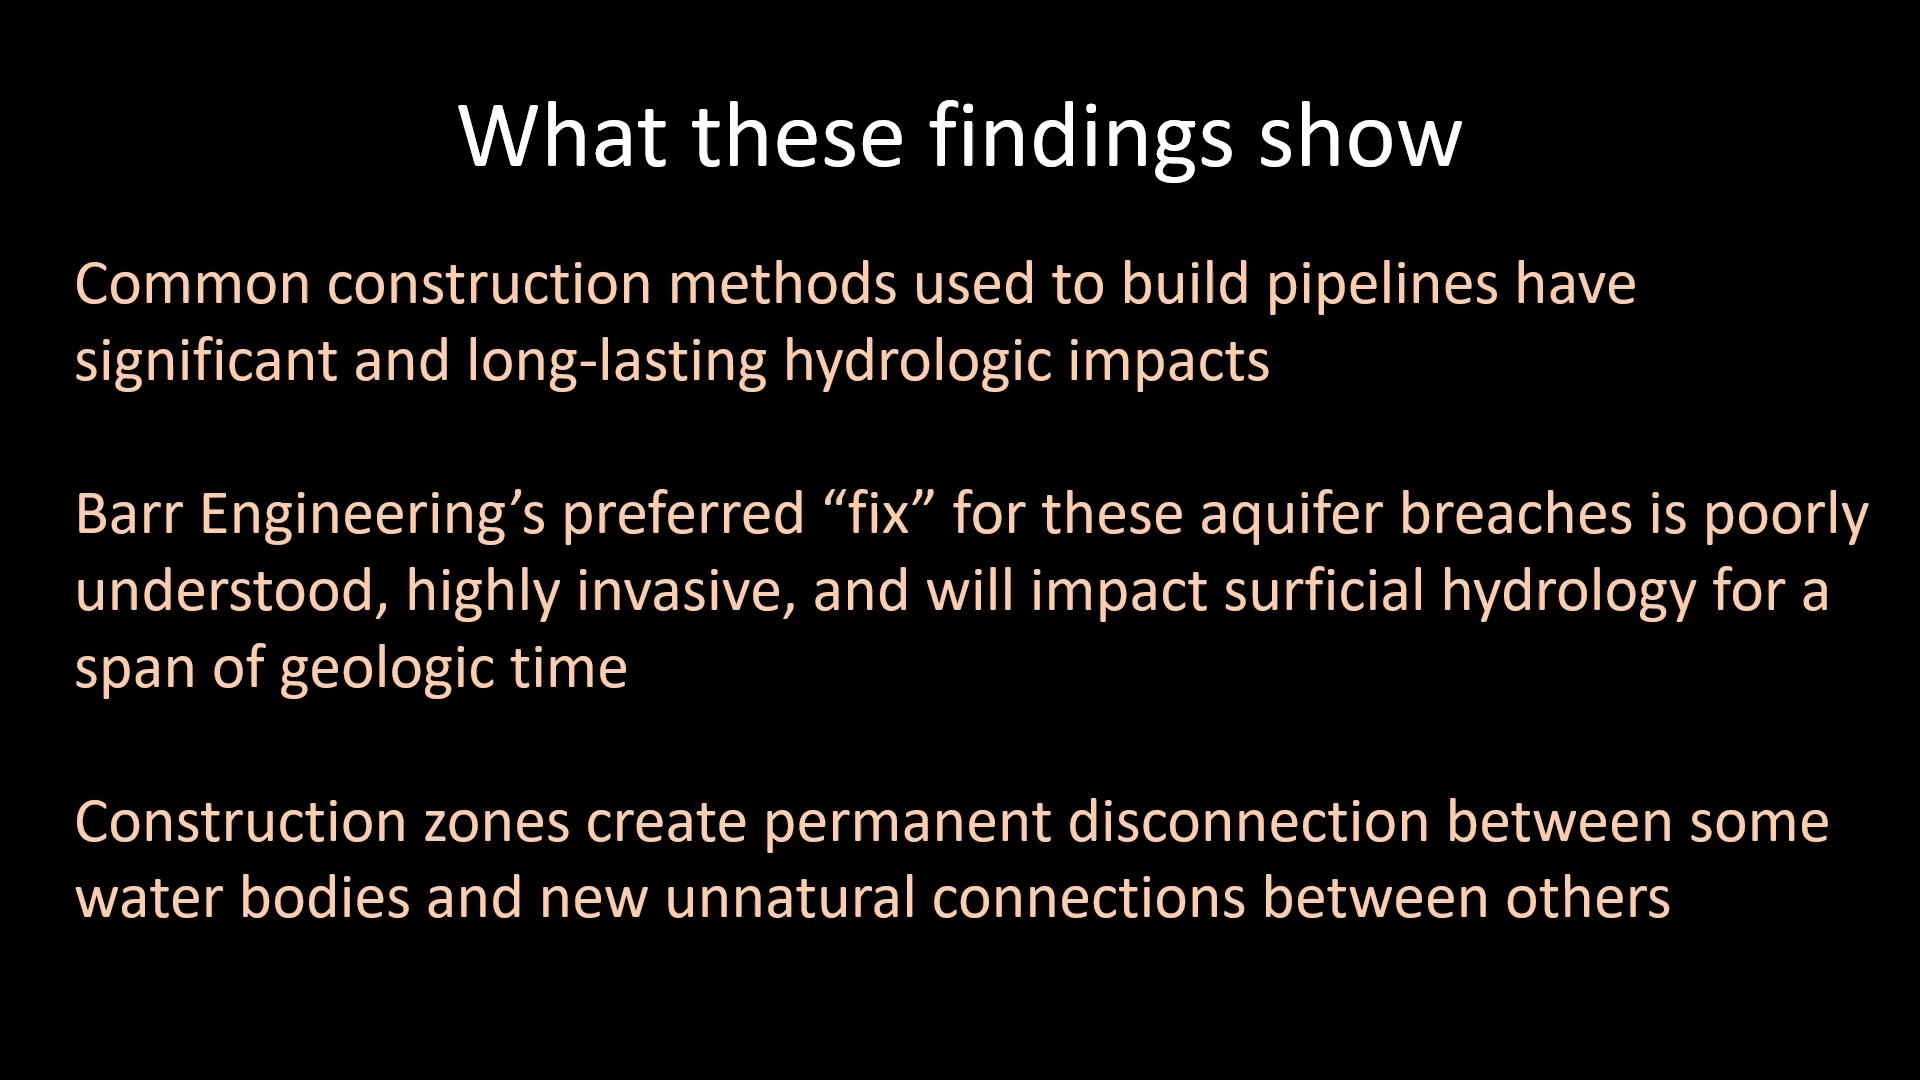 What these findings show
Common construction methods used to build pipelines have
significant and long-lasting hydrologic impacts
Barr Engineering’s preferred “fix” for these aquifer breaches is poorly
understood, highly invasive, and will impact surficial hydrology for a
span of geologic time
Construction zones create permanent disconnection between some
water bodies and new unnatural connections between others